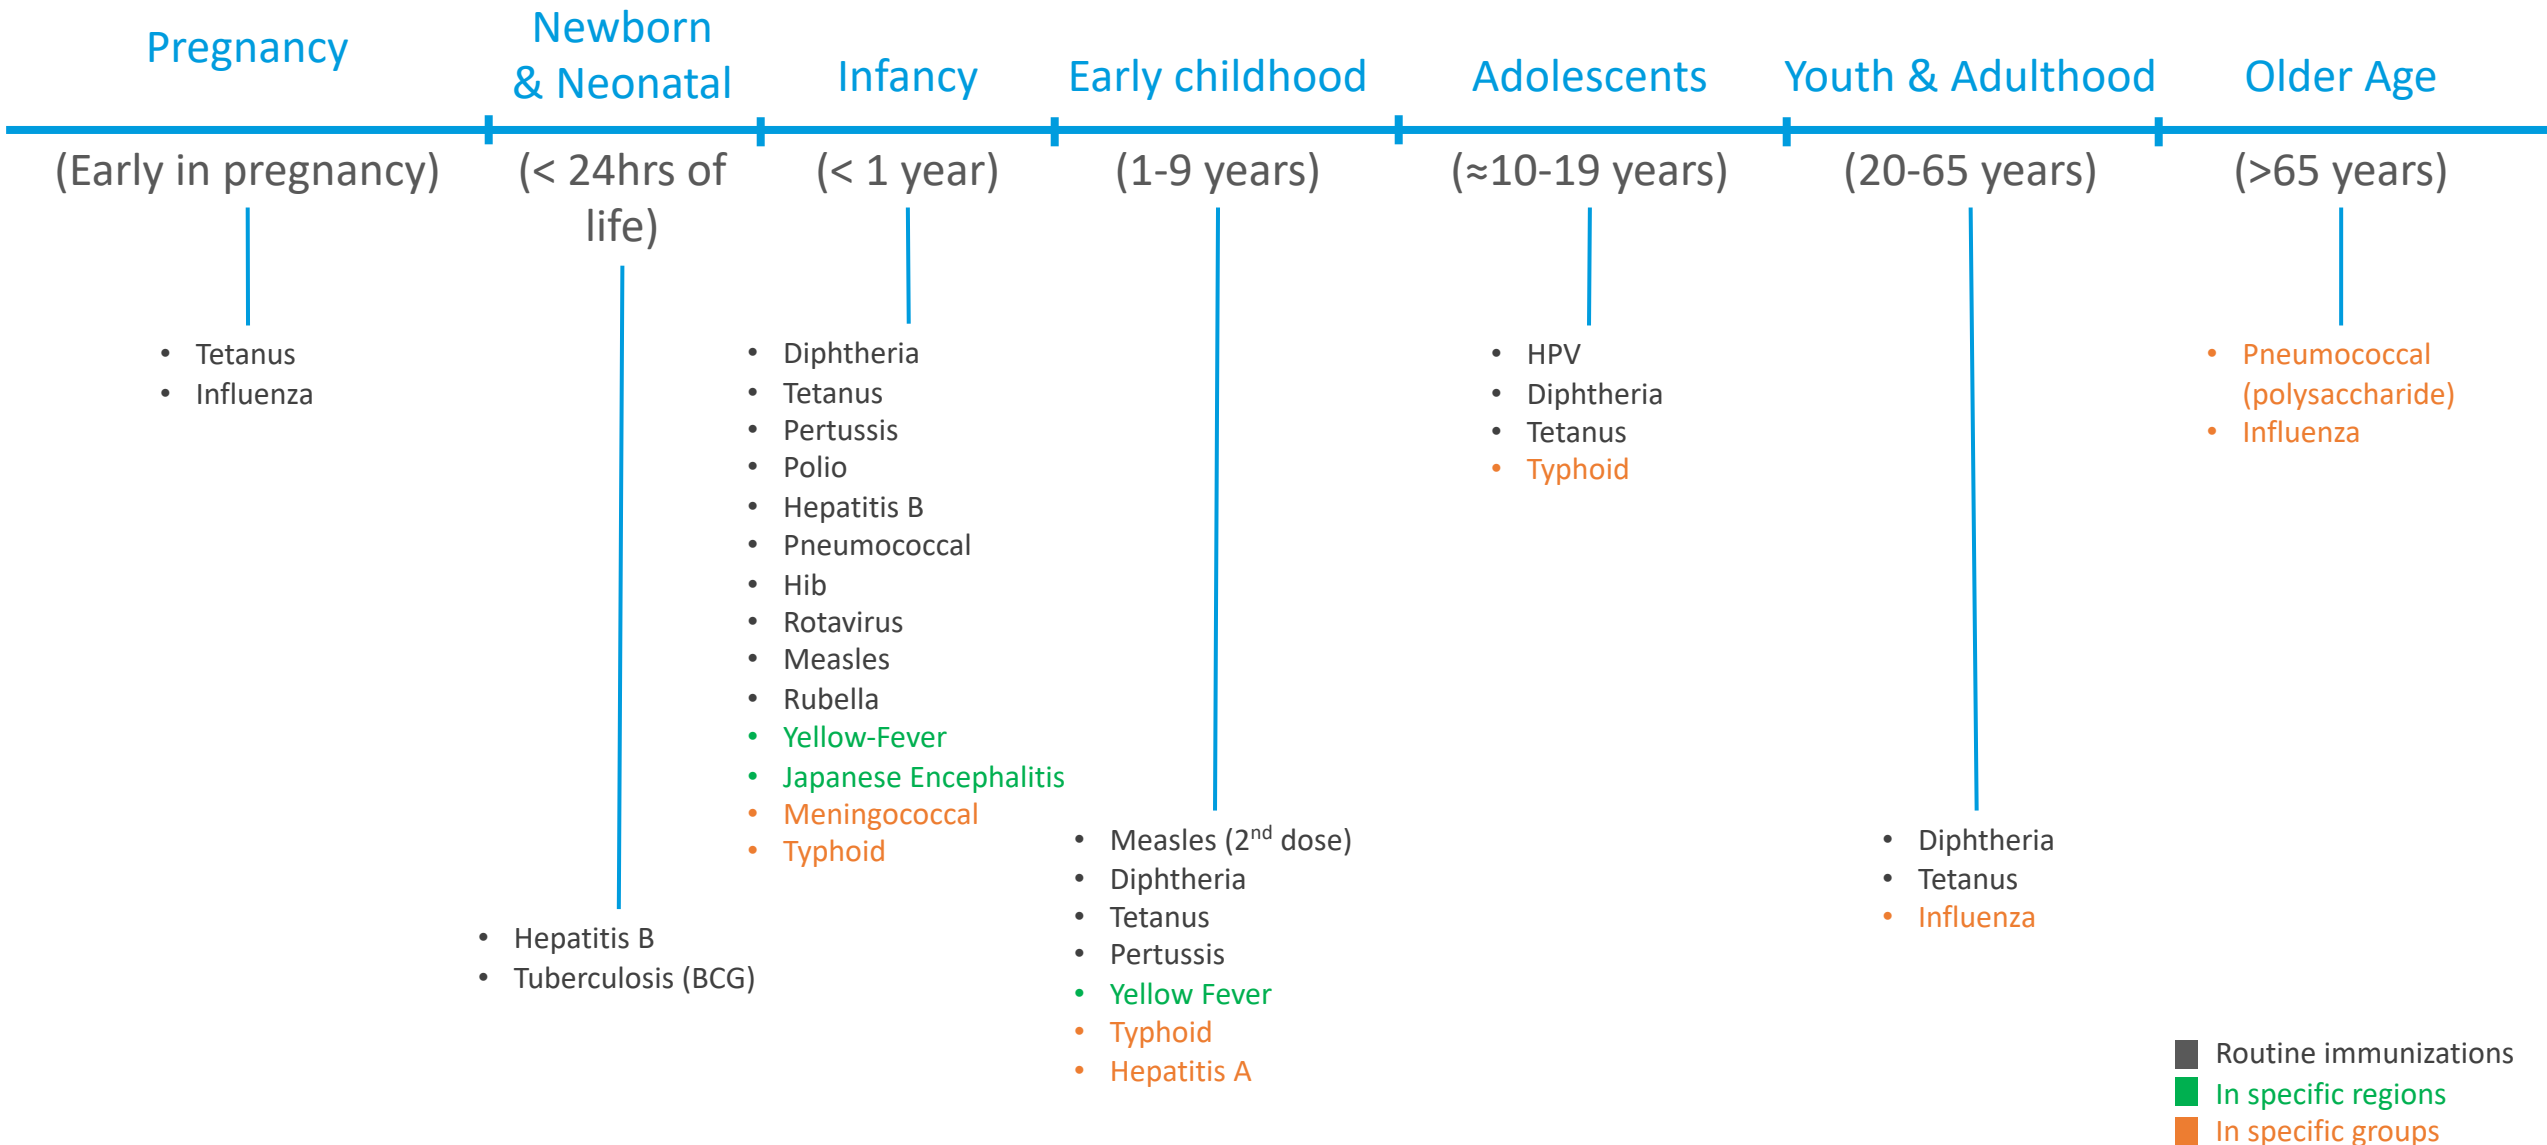 Pregnancy
Newborn
& Neonatal
Infancy
Early childhood
Adolescents
Youth & Adulthood
Older Age
(Early in pregnancy)
(< 24hrs of
life)
(< 1 year)
(1-9 years)
(≈10-19 years)
(20-65 years)
(>65 years)
• Tetanus
• Influenza
• Hepatitis B
• Tuberculosis (BCG)
• Diphtheria
• Tetanus
• Pertussis
• Polio
• Hepatitis B
• Pneumococcal
• Hib
• Rotavirus
• Measles
• Rubella
• Yellow-Fever
• Japanese Encephalitis
• Meningococcal
• Typhoid
• Measles (2nd dose)
• Diphtheria
• Tetanus
• Pertussis
• Yellow Fever
• Typhoid
• Hepatitis A
• HPV
• Diphtheria
• Tetanus
• Typhoid
• Diphtheria
• Tetanus
• Influenza
• Pneumococcal
(polysaccharide)
• Influenza
Routine immunizations
In specific regions
In specific groups